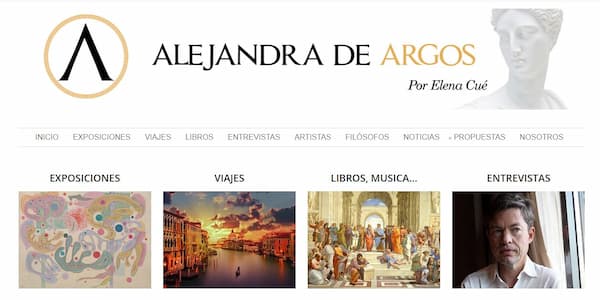 ALEJANDRA DE ARGOS
Por Elena Cué
INICIO EXPOSICIONES VIAJES LIBROS ENTREVISTAS ARTISTAS FILÓSOFOS NOTICIAS + PROPUESTAS NOSOTROS
EXPOSICIONES VIAJES LIBROS, MUSICA... ENTREVISTAS